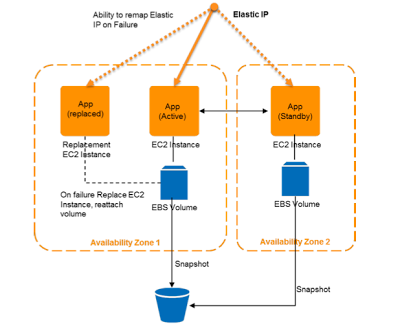 Ability to remap Elastic
IP on Failure
Elastic IP
App
(replaced)
App
(Active)
App
(Standby)
Replacement
EC2 Instance
EC2 Instance
EC2 Instance
On failure Replace EC2
Instance, reattach
volume
EBS Volume
EBS Volume
Availability Zone 1
Availability Zone 2
Snapshot
Snapshot